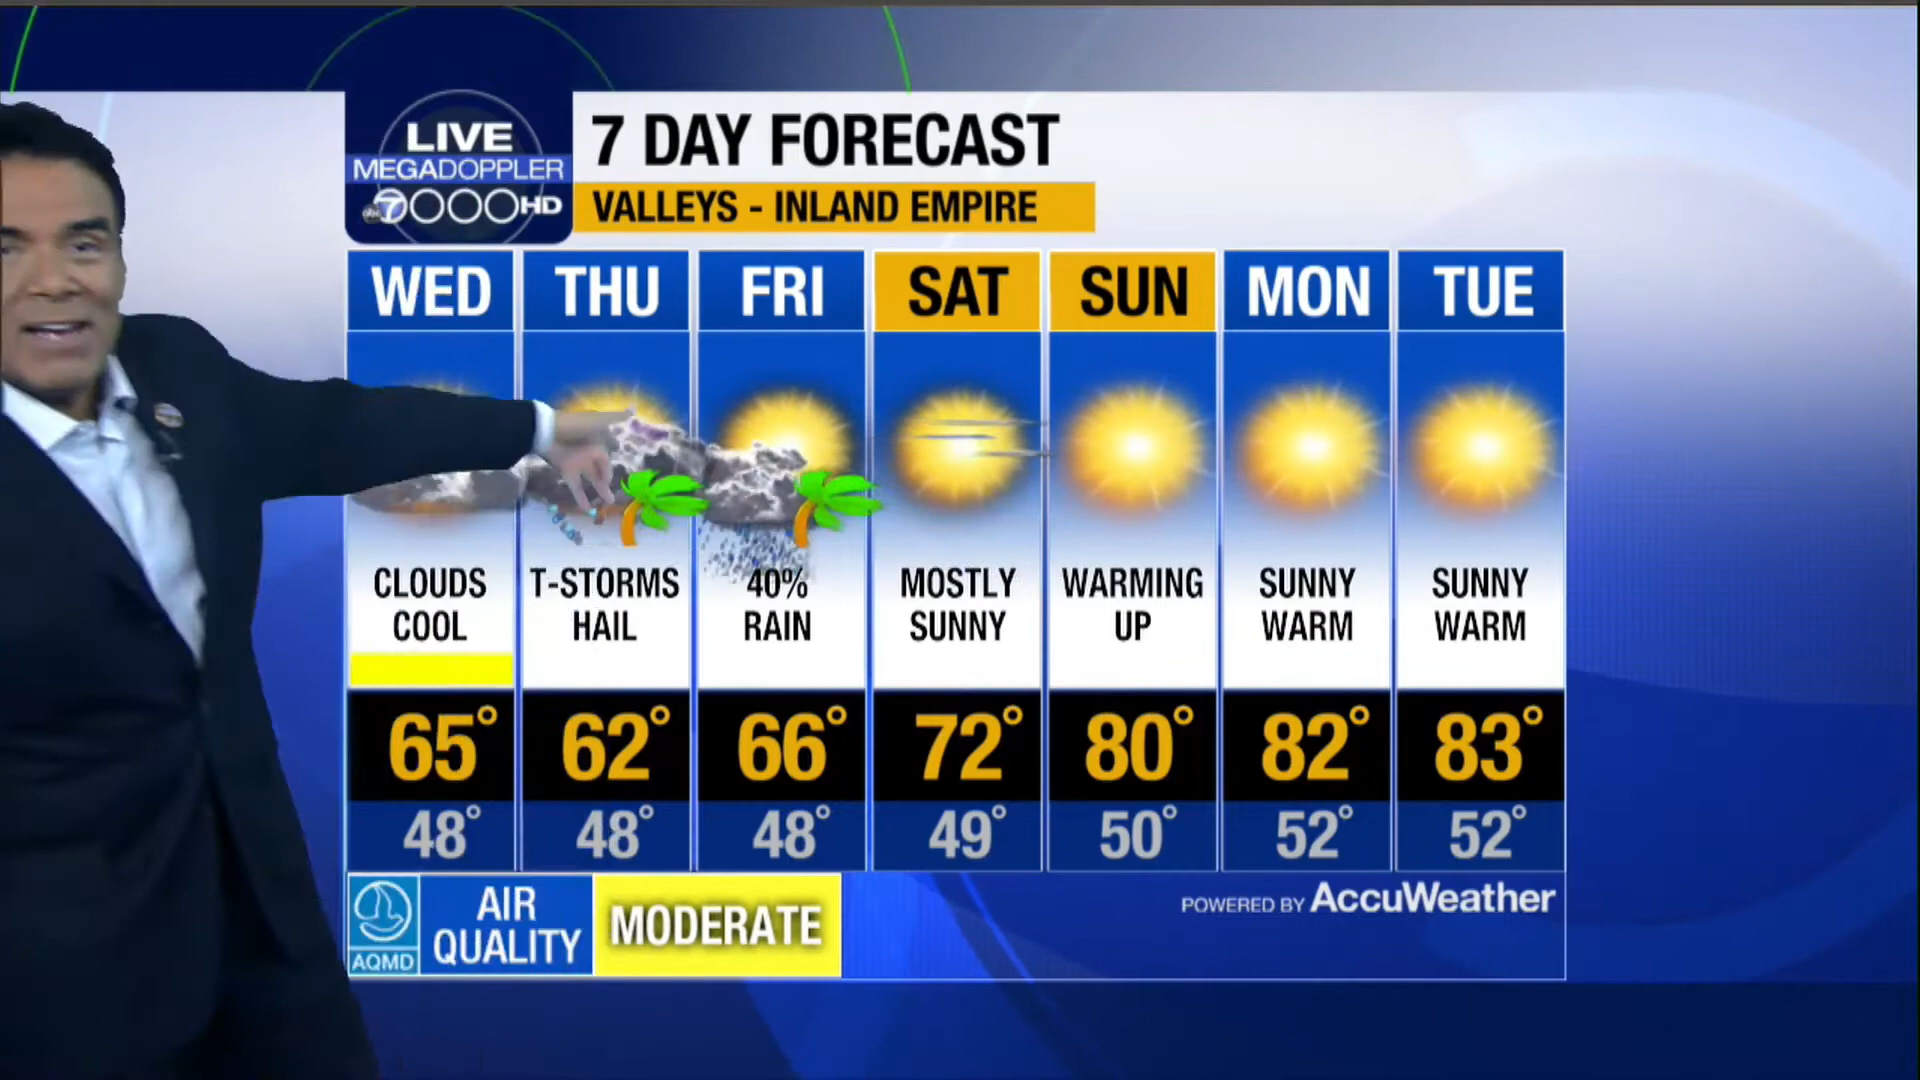 LIVE
MEGADOPPLER
abc 7000HD
7 DAY FORECAST
VALLEYS - INLAND EMPIRE
WED THU FRI SAT SUN MON TUE
CLOUDS
COOL
T-STORMS
HAIL
40%
RAIN
MOSTLY
SUNNY
WARMING
UP
SUNNY
WARM
SUNNY
WARM
65° 62° 66° 72° 80° 82° 83°
48° 48° 48° 49° 50° 52° 52°
AQMD
AIR
QUALITY
MODERATE
POWERED BY AccuWeather